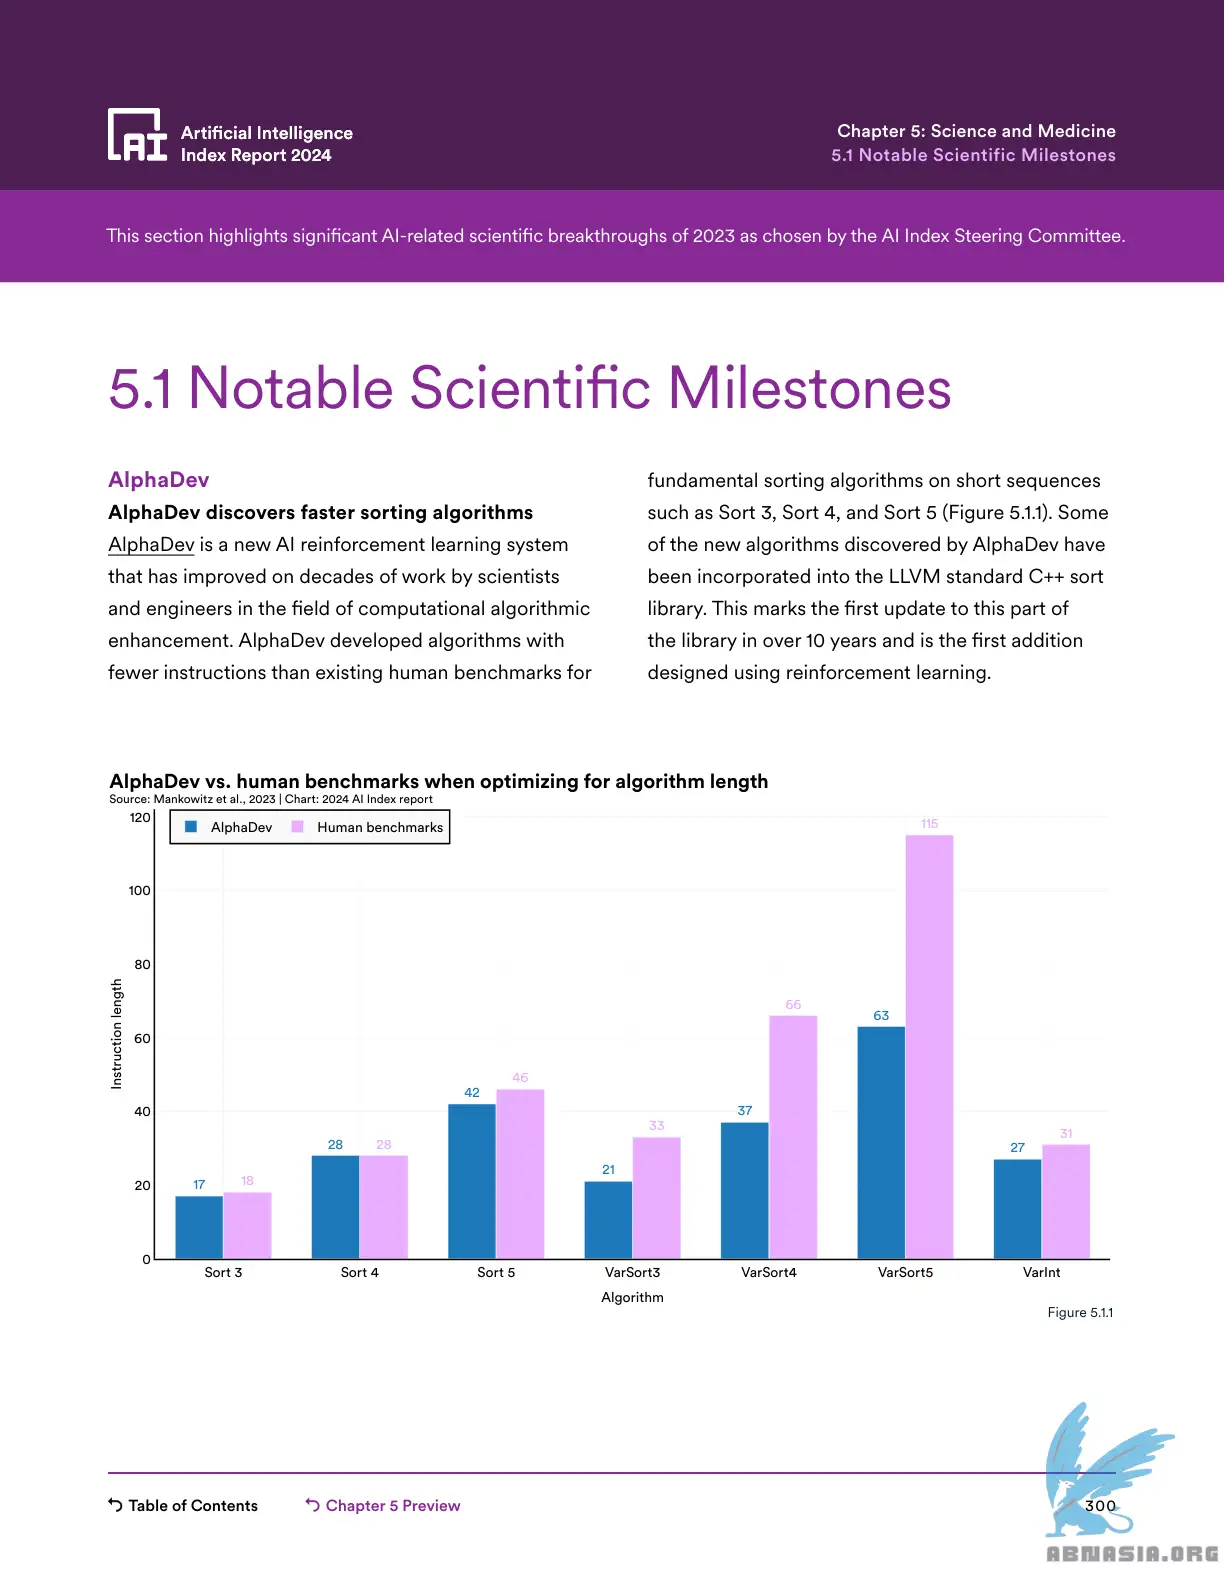 Artificial Intelligence
Index Report 2024
Chapter 5: Science and Medicine
5.1 Notable Scientific Milestones
This section highlights significant AI-related scientific breakthroughs of 2023 as chosen by the AI Index Steering Committee.
5.1 Notable Scientific Milestones
AlphaDev
AlphaDev discovers faster sorting algorithms
AlphaDev is a new AI reinforcement learning system
that has improved on decades of work by scientists
and engineers in the field of computational algorithmic
enhancement. AlphaDev developed algorithms with
fewer instructions than existing human benchmarks for
fundamental sorting algorithms on short sequences
such as Sort 3, Sort 4, and Sort 5 (Figure 5.1.1). Some
of the new algorithms discovered by AlphaDev have
been incorporated into the LLVM standard C++ sort
library. This marks the first update to this part of
the library in over 10 years and is the first addition
designed using reinforcement learning.
AlphaDev vs. human benchmarks when optimizing for algorithm length
Source: Mankowitz et al., 2023 | Chart: 2024 AI Index report
AlphaDev Human benchmarks
120
100
80
60
40
20
0
Instruction length
17 18
28 28
42 46
21 33
37 66
63 115
27 31
Sort 3 Sort 4 Sort 5 VarSort3 VarSort4 VarSort5 VarInt
Algorithm
Figure 5.1.1
Table of Contents Chapter 5 Preview 300
ABNASIA.ORG